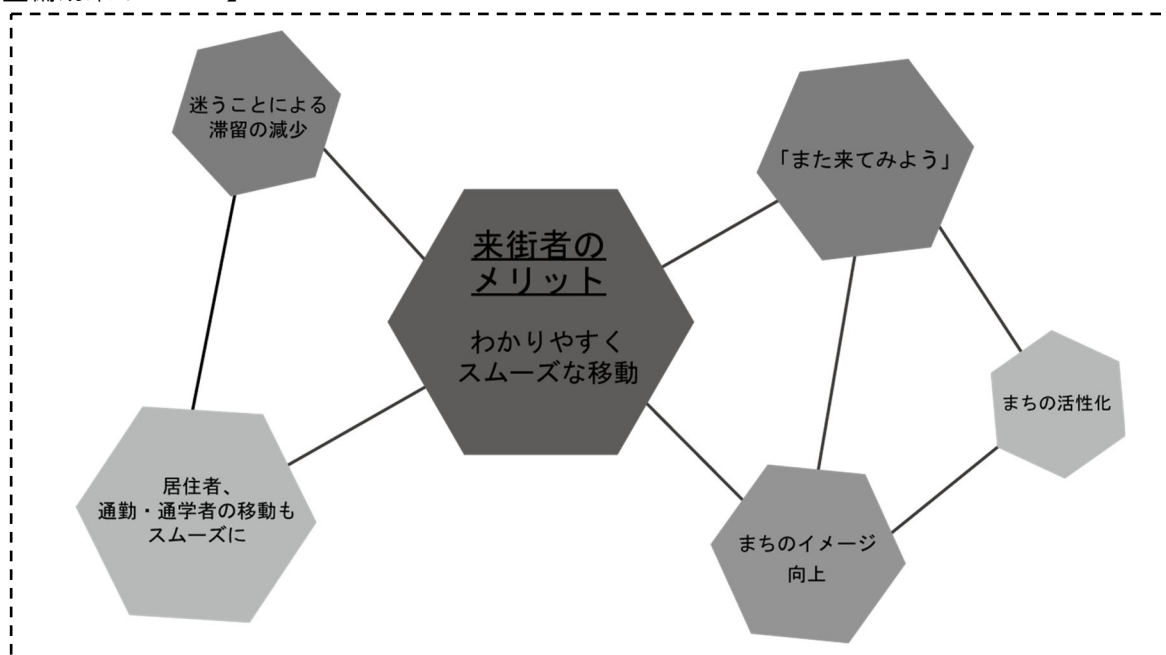 迷うことによる
滞留の減少
「また来てみよう」
来街者の
メリット
わかりやすく
スムーズな移動
まちの活性化
居住者、
通勤・通学者の移動も
スムーズに
まちのイメージ
向上